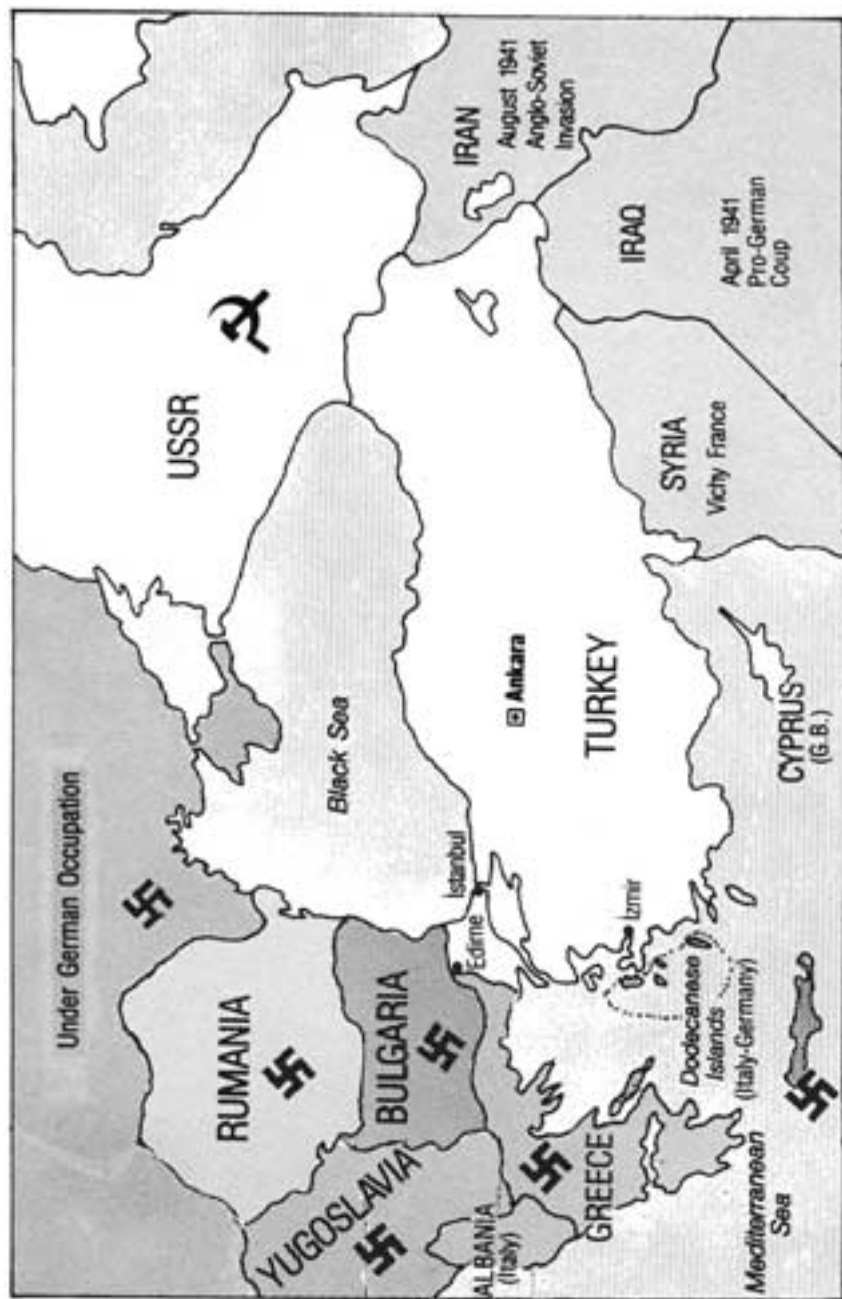 Under German Occupation
USSR
RUMANIA
Black Sea
YUGOSLAVIA
BULGARIA
IRAN
August 1941
Anglo-Soviet
Invasion
Edirne
Istanbul
ALBANIA
(Italy)
Ankara
GREECE
TURKEY
Izmir
IRAQ
April 1941
Pro-German
Coup
Dodecanese
Islands
(Italy-Germany)
SYRIA
Vichy France
Mediterranean
Sea
CYPRUS
(G.B.)